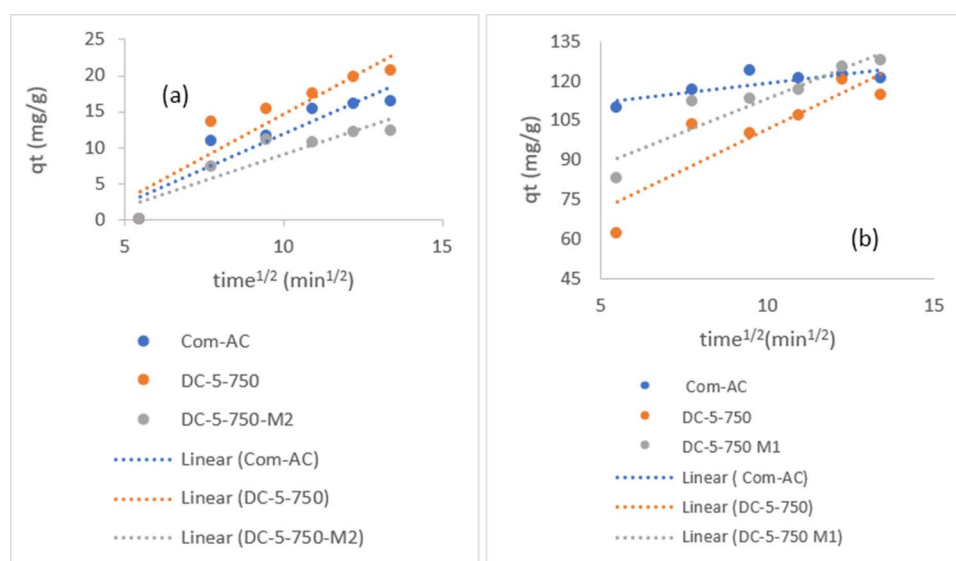 25
20
15
10
5
0
qt (mg/g)
(a)
5
10
15
time1/2 (min1/2)
Com-AC
DC-5-750
DC-5-750-M2
Linear (Com-AC)
Linear (DC-5-750)
Linear (DC-5-750-M2)
135
120
105
90
75
60
45
qt (mg/g)
(b)
5
10
15
time1/2(min1/2)
Com-AC
DC-5-750
DC-5-750 M1
Linear ( Com-AC)
Linear (DC-5-750)
Linear (DC-5-750 M1)